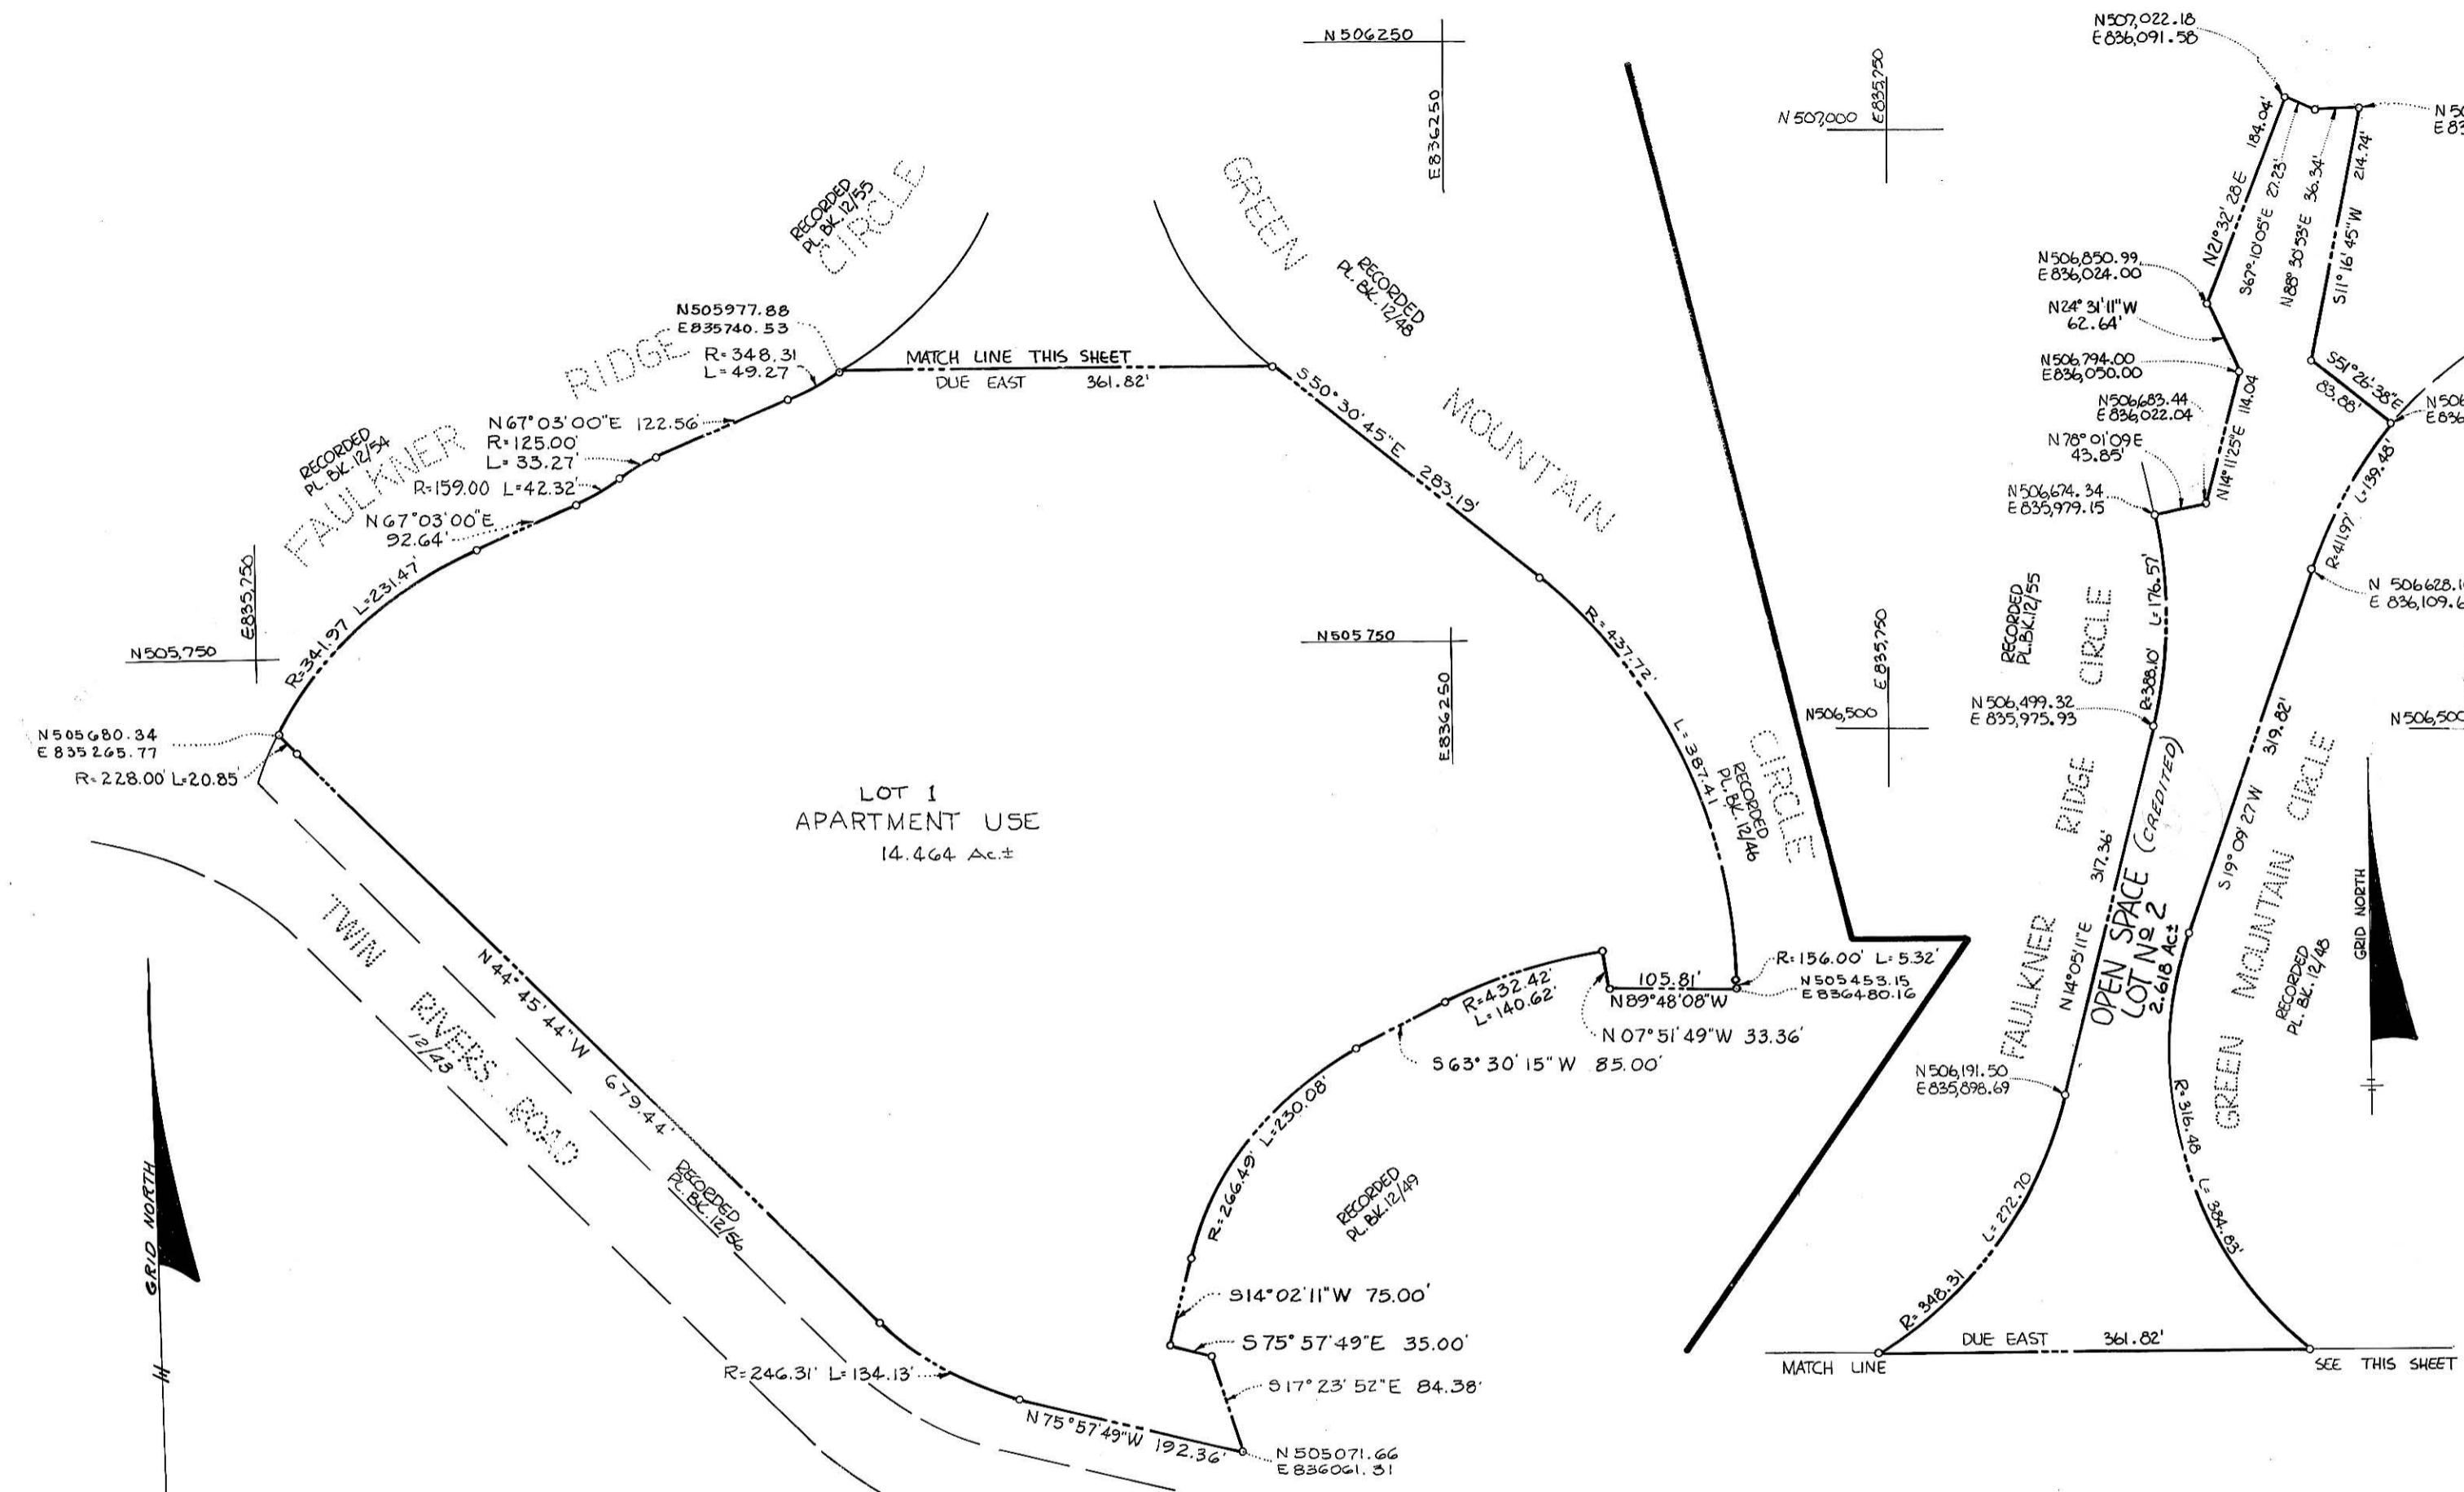 N506250
E836250
RECORDED
PL. BK. 12/55
CIRCLE
GREEN
RECORDED
PL. BK. 12/48
N505977.88
E835740.53
R=348.31
L=49.27
RIDGE
MATCH LINE THIS SHEET
DUE EAST 361.82'
N67°03'00"E 122.56'
R=125.00'
L=33.27'
R=159.00 L=42.32'
RECORDED
PL. BK. 12/54
FAULKNER
N67°03'00"E
92.64'
S50°30'45"E 283.19'
MOUNTAIN
R=341.97 L=231.47'
E835,750
N505,750
N505750
E836250
R=437.72'
L=387.41
CIRCLE
RECORDED
PL. BK. 12/46
N505680.34
E835265.77
R=228.00' L=20.85'
LOT 1
APARTMENT USE
14.464 Ac.±
TWIN RIVERS ROAD
12/43
N44°45'44"W 679.44'
RECORDED
PL. BK. 12/56
R=156.00' L=5.32'
N505453.15
E836480.16
105.81'
N89°48'08"W
N07°51'49"W 33.36'
R=432.42'
L=140.62'
S63°30'15"W 85.00'
R=266.49' L=230.08'
RECORDED
PL. BK. 12/49
S14°02'11"W 75.00'
S75°57'49"E 35.00'
S17°23'52"E 84.38'
R=246.31' L=134.13'
N75°57'49"W 192.36'
N505071.66
E836061.31
GRID NORTH
N507,022.18
E836,091.58
N507,000
E835,750
N21°32'28"E 184.04'
S67°10'05"E 27.23'
N88°30'53"E 36.34'
S11°16'45"W 214.74'
N506,850.99
E836,024.00
N24°31'11"W
62.64'
N506,794.00
E836,050.00
N506,683.44
E836,022.04
N14°11'25"E 114.04
N78°01'09E
43.85'
N506,674.34
E835,979.15
S51°26'38"E
83.88'
R=411.97' L=139.48'
N 506628.1
E 836,109.6
RECORDED
PL.BK.12/55
R=388.10' L=176.57'
E835,750
N506,500
N506,499.32
E835,975.93
FAULKNER RIDGE CIRCLE
N14°05'11"E 317.36'
OPEN SPACE (CREDITED)
LOT No 2
2.618 Ac±
S19°09'27W 319.82'
GREEN MOUNTAIN CIRCLE
RECORDED
PL. BK. 12/48
N506,500
GRID NORTH
N506,191.50
E835,898.69
R=348.31 L=272.70
R=316.48 L=384.83'
DUE EAST 361.82'
MATCH LINE
SEE THIS SHEET